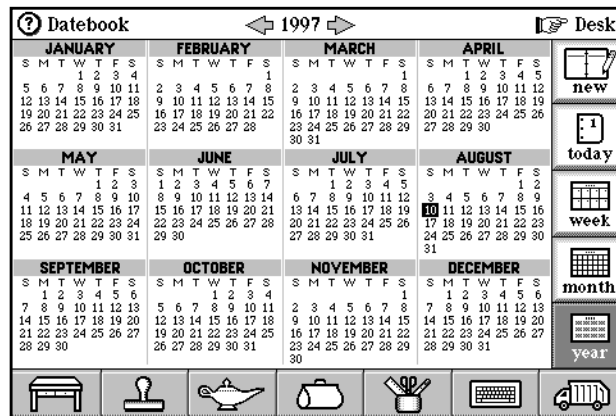 ? Datebook
1997
Desk
JANUARY
S M T W T F S
1 2 3 4
5 6 7 8 9 10 11
12 13 14 15 16 17 18
19 20 21 22 23 24 25
26 27 28 29 30 31
FEBRUARY
S M T W T F S
1
2 3 4 5 6 7 8
9 10 11 12 13 14 15
16 17 18 19 20 21 22
23 24 25 26 27 28
MARCH
S M T W T F S
1
2 3 4 5 6 7 8
9 10 11 12 13 14 15
16 17 18 19 20 21 22
23 24 25 26 27 28 29
30 31
APRIL
S M T W T F S
1 2 3 4 5
6 7 8 9 10 11 12
13 14 15 16 17 18 19
20 21 22 23 24 25 26
27 28 29 30
MAY
S M T W T F S
1 2 3
4 5 6 7 8 9 10
11 12 13 14 15 16 17
18 19 20 21 22 23 24
25 26 27 28 29 30 31
JUNE
S M T W T F S
1 2 3 4 5 6 7
8 9 10 11 12 13 14
15 16 17 18 19 20 21
22 23 24 25 26 27 28
29 30
JULY
S M T W T F S
1 2 3 4 5
6 7 8 9 10 11 12
13 14 15 16 17 18 19
20 21 22 23 24 25 26
27 28 29 30 31
AUGUST
S M T W T F S
1 2
3 4 5 6 7 8 9
10 11 12 13 14 15 16
17 18 19 20 21 22 23
24 25 26 27 28 29 30
31
SEPTEMBER
S M T W T F S
1 2 3 4 5 6
7 8 9 10 11 12 13
14 15 16 17 18 19 20
21 22 23 24 25 26 27
28 29 30
OCTOBER
S M T W T F S
1 2 3 4
5 6 7 8 9 10 11
12 13 14 15 16 17 18
19 20 21 22 23 24 25
26 27 28 29 30 31
NOVEMBER
S M T W T F S
1
2 3 4 5 6 7 8
9 10 11 12 13 14 15
16 17 18 19 20 21 22
23 24 25 26 27 28 29
30
DECEMBER
S M T W T F S
1 2 3 4 5 6
7 8 9 10 11 12 13
14 15 16 17 18 19 20
21 22 23 24 25 26 27
28 29 30 31
new
1
today
week
month
year